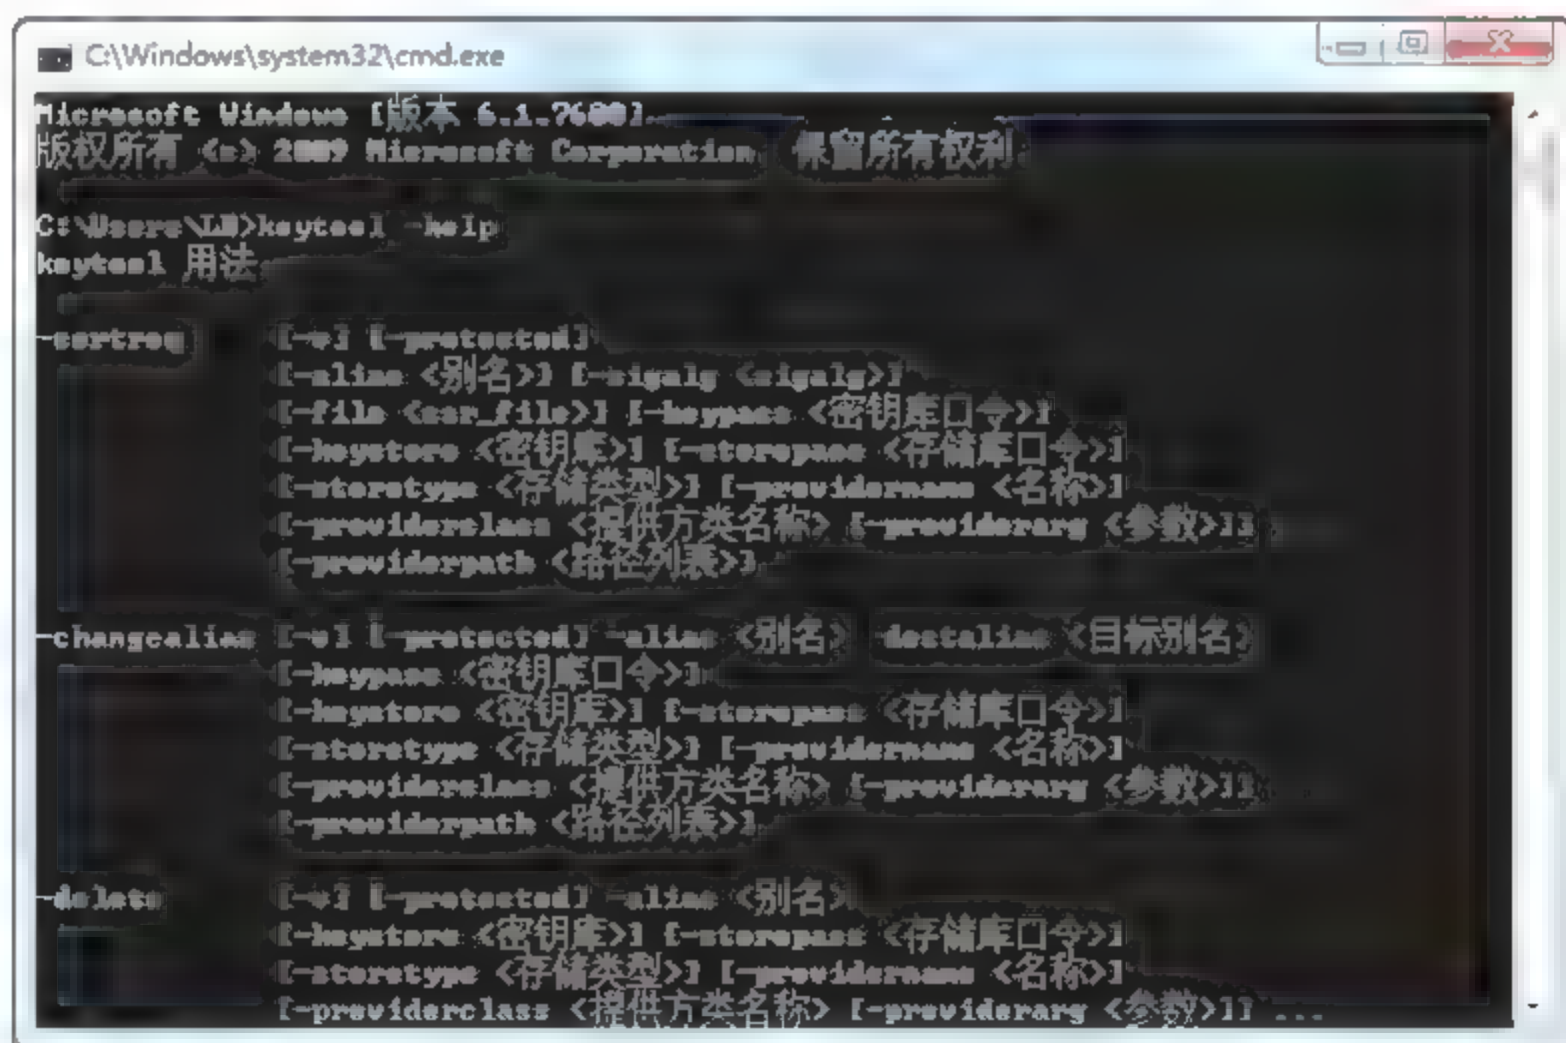 C:\Windows\system32\cmd.exe
Microsoft Windows [版本 6.1.7600]
版权所有 (c) 2009 Microsoft Corporation 保留所有权利
C:\Users\LW>keytool -help
keytool 用法
-certreq [-v] [-protected]
[-alias <别名>] [-sigalg <sigalg>]
[-file <csr_file>] [-keypass <密钥库口令>]
[-keystore <密钥库>] [-storepass <存储库口令>]
[-storetype <存储类型>] [-providername <名称>]
[-providerclass <提供方类名称> [-providerarg <参数>]]
[-providerpath <路径列表>]
-changealias [-v] [-protected] -alias <别名> -destalias <目标别名>
[-keypass <密钥库口令>]
[-keystore <密钥库>] [-storepass <存储库口令>]
[-storetype <存储类型>] [-providername <名称>]
[-providerclass <提供方类名称> [-providerarg <参数>]]
[-providerpath <路径列表>]
-delete [-v] [-protected] -alias <别名>
[-keystore <密钥库>] [-storepass <存储库口令>]
[-storetype <存储类型>] [-providername <名称>]
[-providerclass <提供方类名称> [-providerarg <参数>]] ...